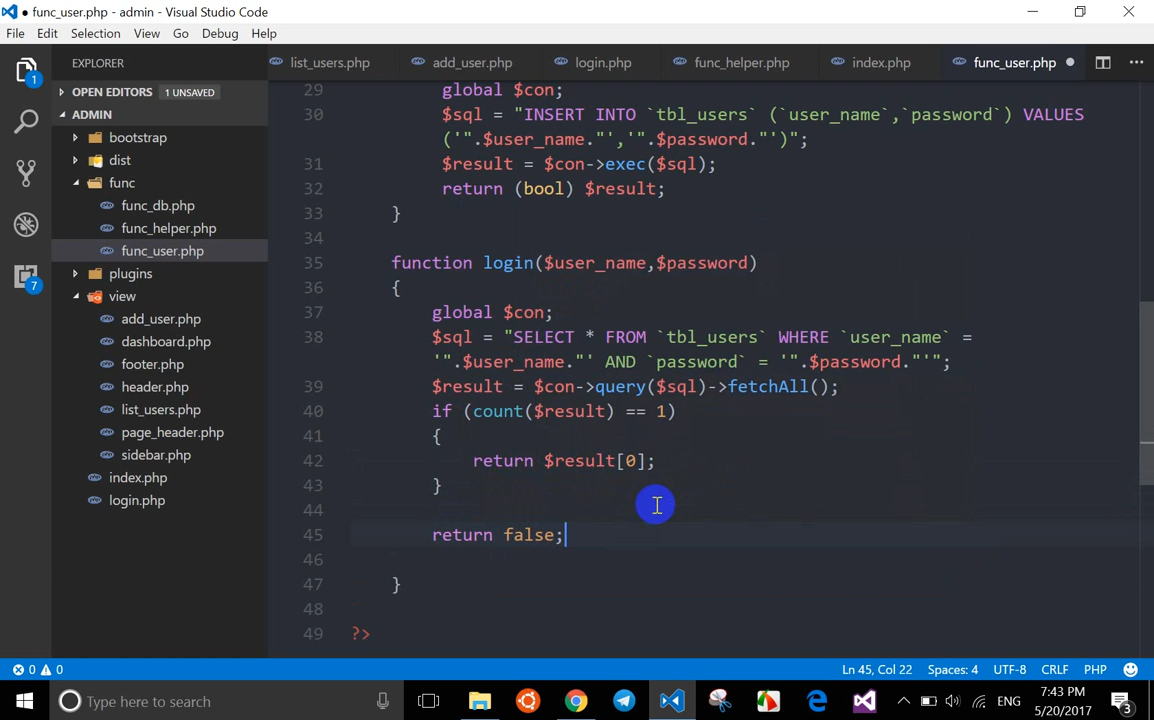 ● func_user.php - admin - Visual Studio Code
File Edit Selection View Go Debug Help
EXPLORER
list_users.php add_user.php login.php func_helper.php index.php func_user.php
1
OPEN EDITORS 1 UNSAVED
ADMIN
bootstrap
dist
func
func_db.php
func_helper.php
func_user.php
plugins
7
view
add_user.php
dashboard.php
footer.php
header.php
list_users.php
page_header.php
sidebar.php
index.php
login.php
29 global $con;
30 $sql = "INSERT INTO `tbl_users` (`user_name`,`password`) VALUES
('".$user_name."','".$password."')";
31 $result = $con->exec($sql);
32 return (bool) $result;
33 }
34
35 function login($user_name,$password)
36 {
37 global $con;
38 $sql = "SELECT * FROM `tbl_users` WHERE `user_name` =
'".$user_name."' AND `password` = '".$password."'";
39 $result = $con->query($sql)->fetchAll();
40 if (count($result) == 1)
41 {
42 return $result[0];
43 }
44
45 return false;
46
47 }
48
49 ?>
0 0 Ln 45, Col 22 Spaces: 4 UTF-8 CRLF PHP
Type here to search ENG 7:43 PM
5/20/2017
3